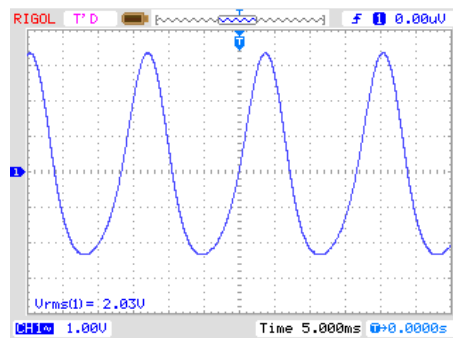 RIGOL T'D f 1 0.00uV
T
1
Vrms(1)= 2.03V
CH1~ 1.00V Time 5.000ms T→0.0000s